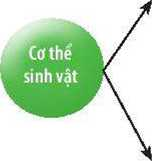 Cơ thể
sinh vật